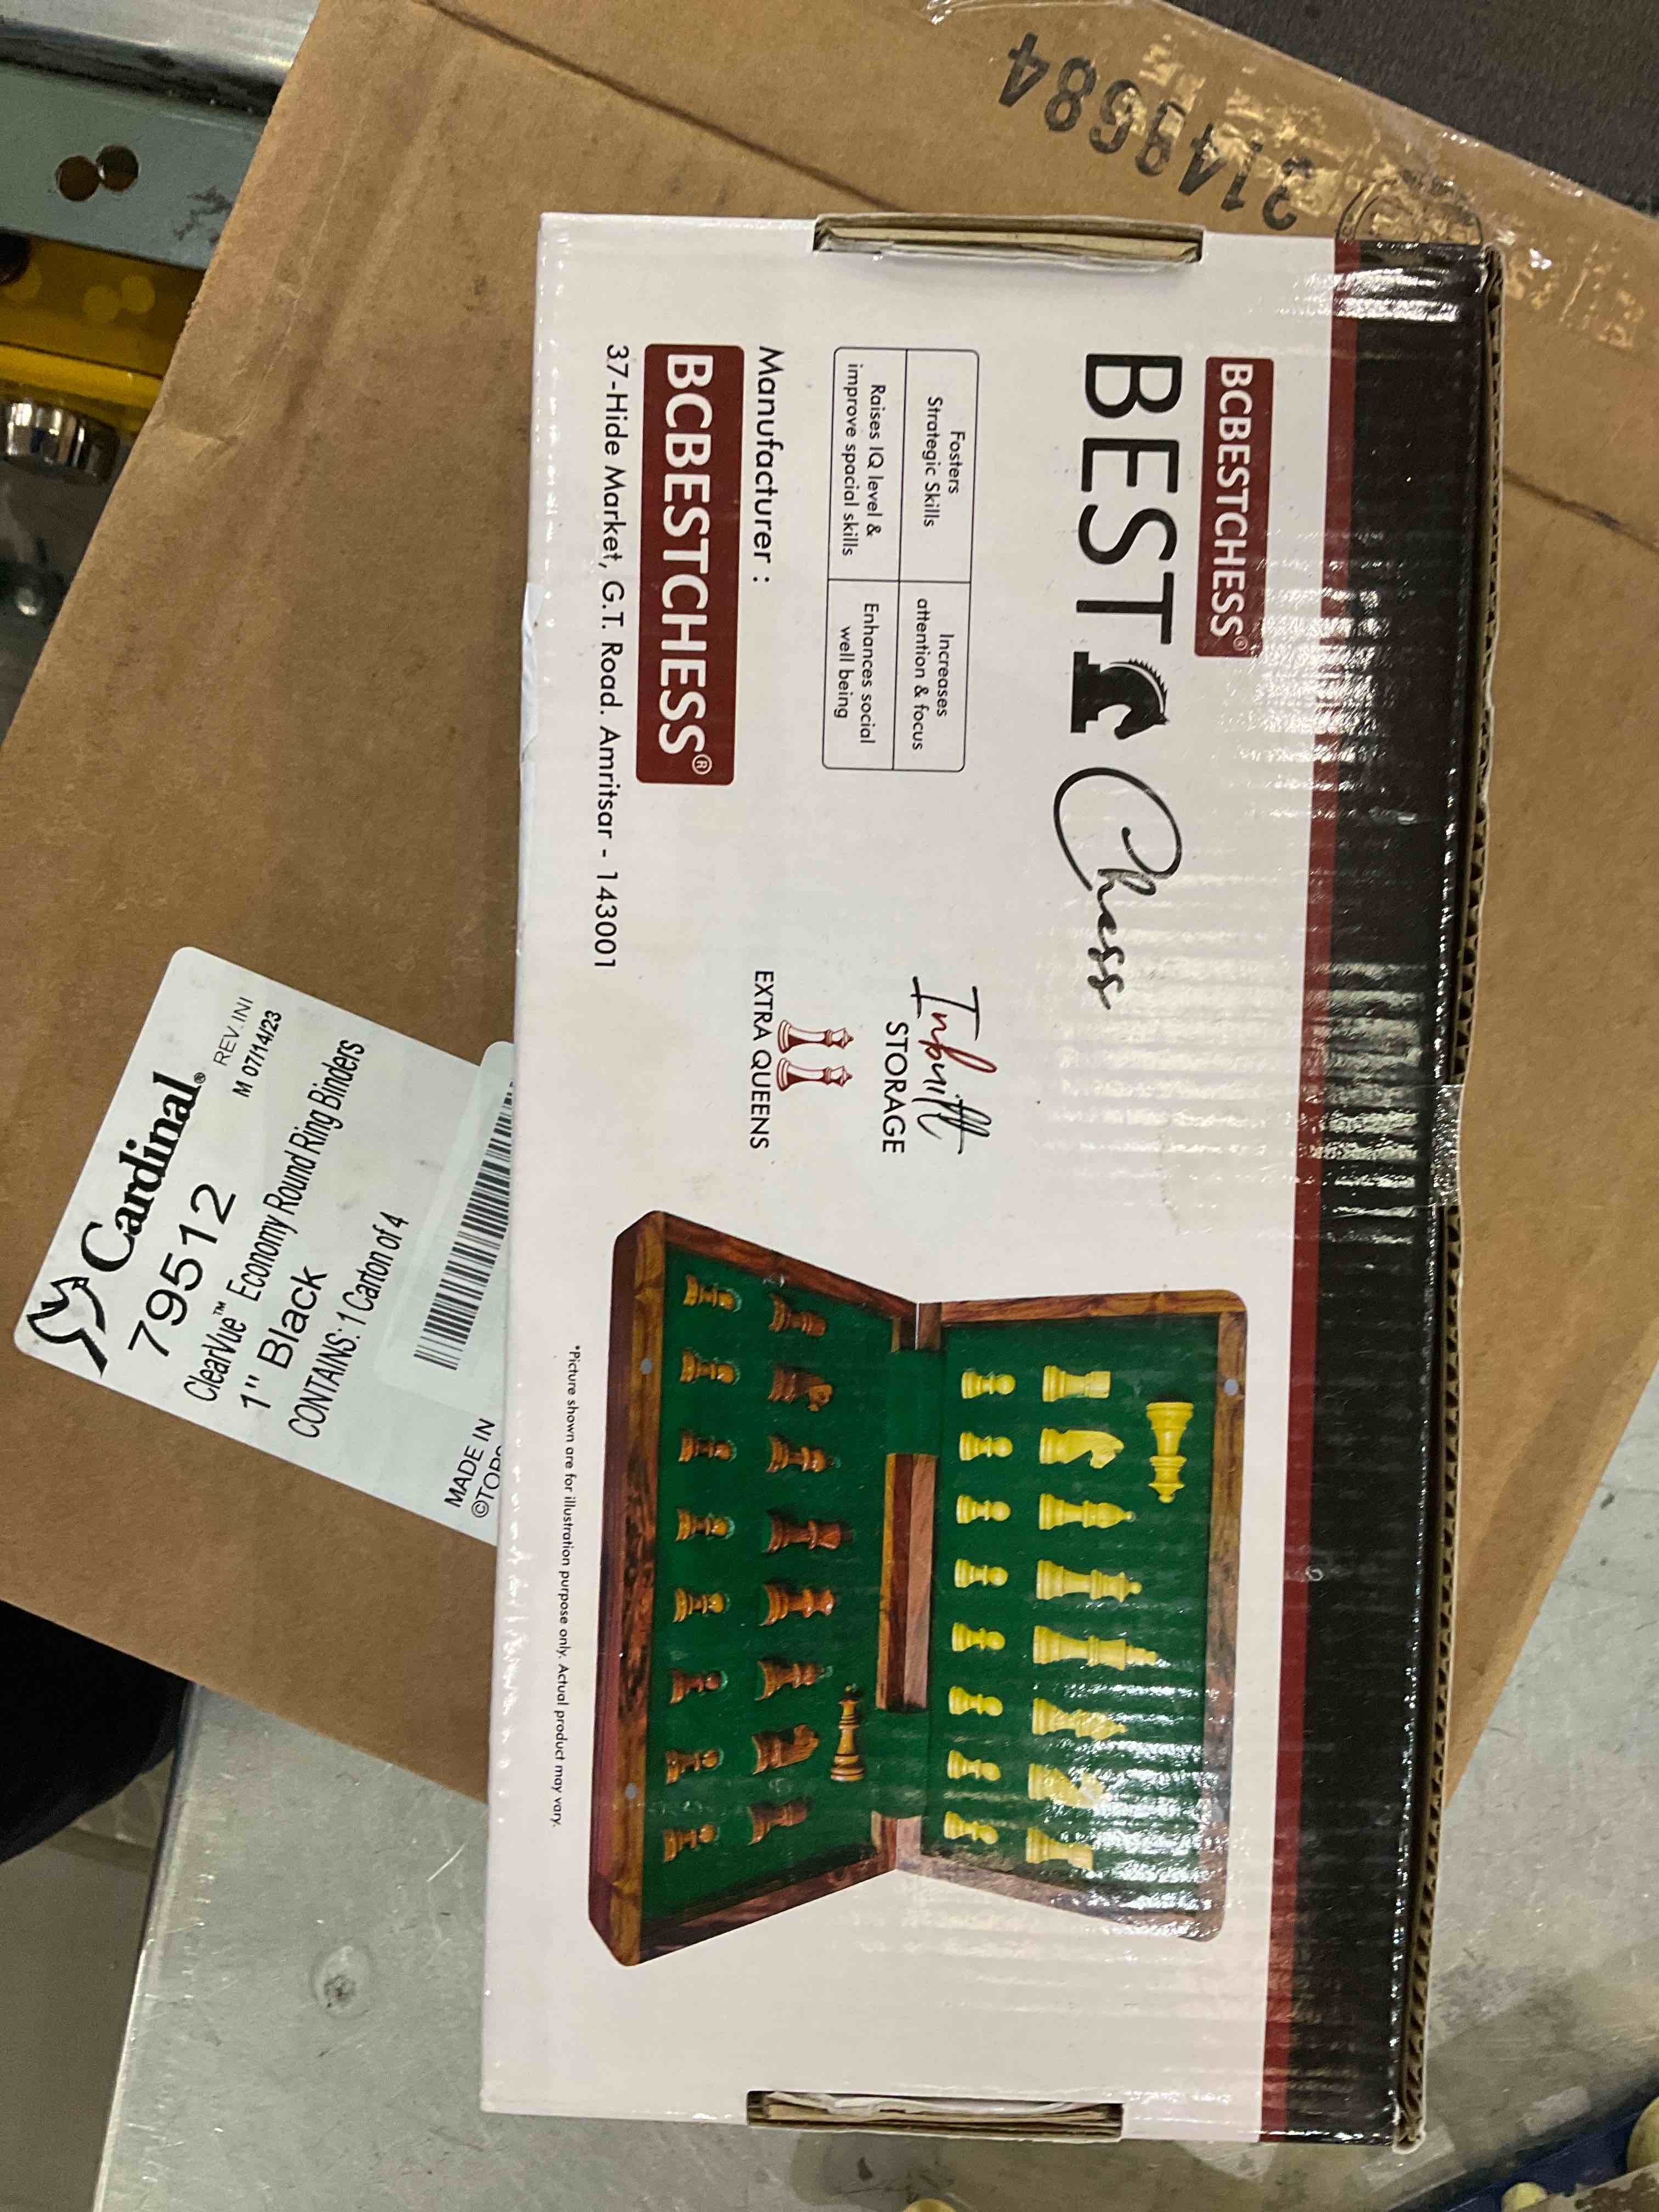 BCBESTCHESS®
BEST Chess
Fosters
Strategic Skills
Increases
attention & focus
Raises IQ level &
improve spacial skills
Enhances social
well being
Inbuilt
STORAGE
EXTRA QUEENS
Manufacturer :
BCBESTCHESS®
37-Hide Market, G.T. Road. Amritsar - 143001
*Picture shown are for illustration purpose only. Actual product may vary.
Cardinal®
REV.INI
79512
M 07/14/23
ClearVue™ Economy Round Ring Binders
1" Black
CONTAINS: 1 Carton of 4
MADE IN